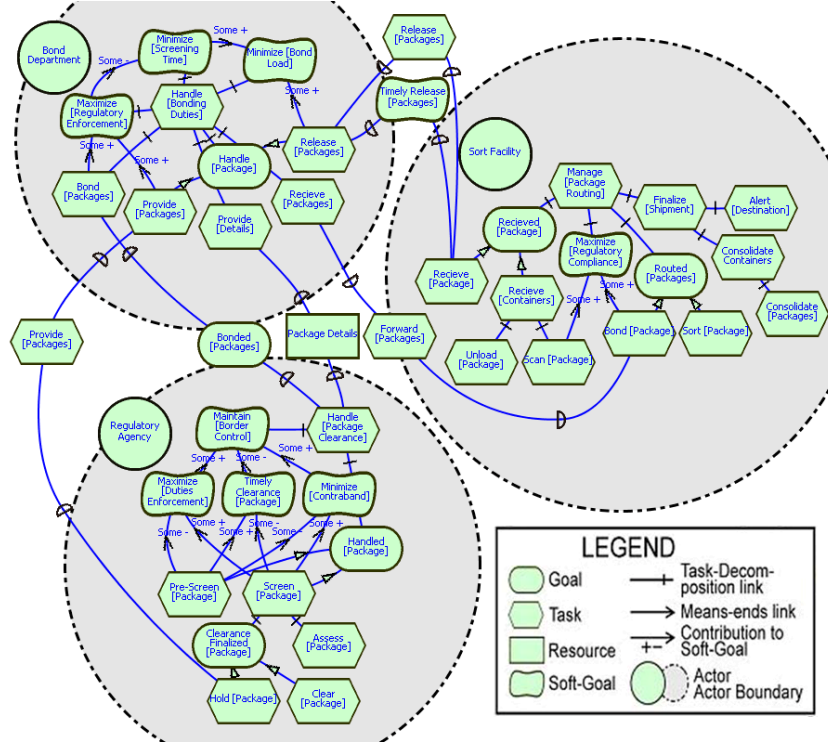 Bond
Department
Minimize
[Screening
Time]
Some +
Minimize [Bond
Load]
Some -
Maximize
[Regulatory
Enforcement]
Handle
[Bonding
Duties]
Some +
Some +
Some +
Release
[Packages]
Handle
[Package]
Bond
[Packages]
Provide
[Packages]
Provide
[Details]
Recieve
[Packages]
Release
[Packages]
Timely Release
[Packages]
Sort Facility
Manage
[Package
Routing]
Finalize
[Shipment]
Alert
[Destination]
Recieved
[Package]
Maximize
[Regulatory
Compliance]
Consolidate
Containers
Routed
[Packages]
Recieve
[Package]
Recieve
[Containers]
Some +
Some +
Consolidate
[Packages]
Unload
[Package]
Scan [Package]
Bond [Package]
Sort [Package]
Provide
[Packages]
Bonded
[Packages]
Package Details
Forward
[Packages]
Regulatory
Agency
Maintain
[Border
Control]
Handle
[Package
Clearance]
Some +
Some -
Some +
Maximize
[Duties
Enforcement]
Timely
Clearance
[Package]
Minimize
[Contraband]
Some -
Some +
Some +
Some -
Some -
Some +
Handled
[Package]
Pre-Screen
[Package]
Screen
[Package]
Clearance
Finalized
[Package]
Assess
[Package]
Hold [Package]
Clear
[Package]
LEGEND
Goal
Task
Resource
Soft-Goal
Task-Decom-
position link
Means-ends link
Contribution to
Soft-Goal
+-
Actor
Actor Boundary